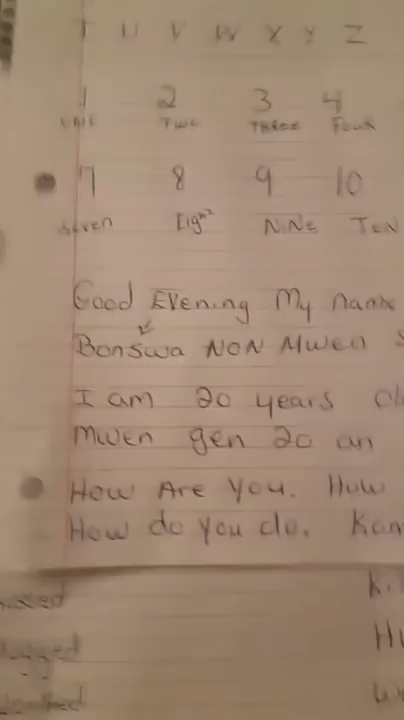 T U V W X Y Z
1 2 3 4
ONE TWO THREE FOUR
7 8 9 10
SEVEN Eight NINE TEN
Good Evening My name
Bonswa NON Mwen
I am 20 years
Mwen gen 20 an
How Are You. How
How do you do.